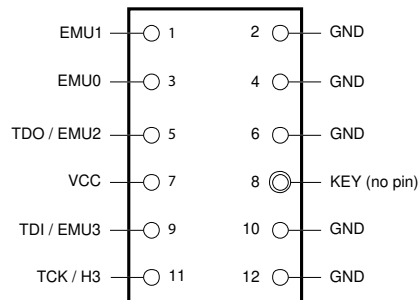 EMU1 1 2 GND
EMU0 3 4 GND
TDO / EMU2 5 6 GND
VCC 7 8 KEY (no pin)
TDI / EMU3 9 10 GND
TCK / H3 11 12 GND